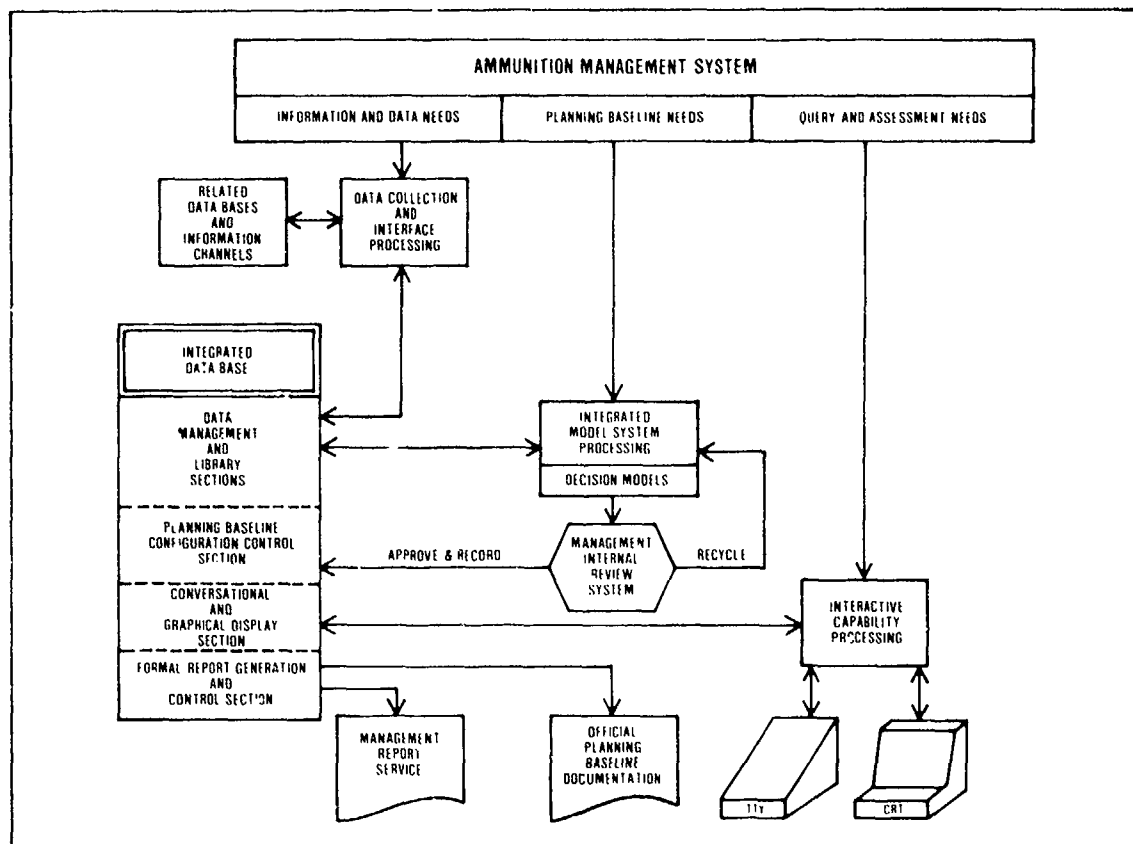 AMMUNITION MANAGEMENT SYSTEM
INFORMATION AND DATA NEEDS
PLANNING BASELINE NEEDS
QUERY AND ASSESSMENT NEEDS
RELATED
DATA BASES
AND
INFORMATION
CHANNELS
DATA COLLECTION
AND
INTERFACE
PROCESSING
INTEGRATED
DATA BASE
DATA
MANAGEMENT
AND
LIBRARY
SECTIONS
INTEGRATED
MODEL SYSTEM
PROCESSING
DECISION MODELS
PLANNING BASELINE
CONFIGURATION CONTROL
SECTION
APPROVE & RECORD
MANAGEMENT
INTERNAL
REVIEW
SYSTEM
RECYCLE
CONVERSATIONAL
AND
GRAPHICAL DISPLAY
SECTION
INTERACTIVE
CAPABILITY
PROCESSING
FORMAL REPORT GENERATION
AND
CONTROL SECTION
MANAGEMENT
REPORT
SERVICE
OFFICIAL
PLANNING
BASELINE
DOCUMENTATION
TTY
CRT